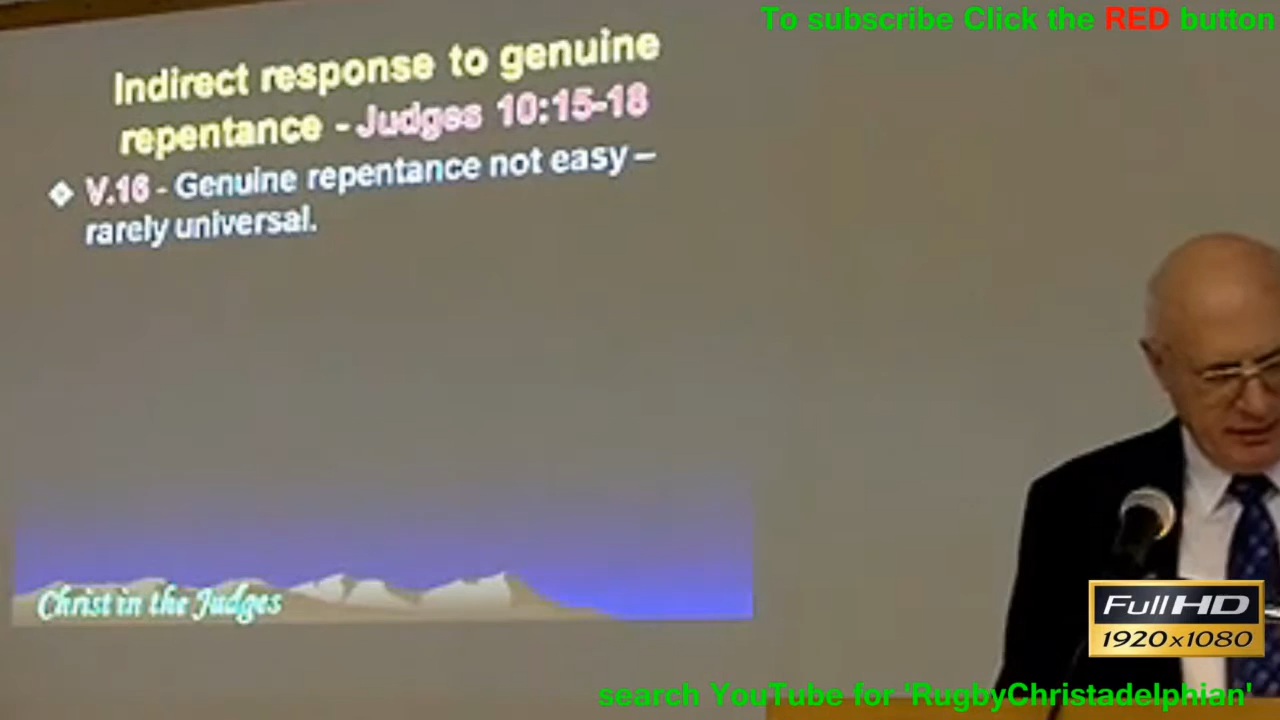 To subscribe Click the RED button
Indirect response to genuine
repentance - Judges 10:15-18
❖ V.16 - Genuine repentance not easy –
rarely universal.
Christ in the Judges
Full HD
1920x1080
search YouTube for 'RugbyChristadelphian'